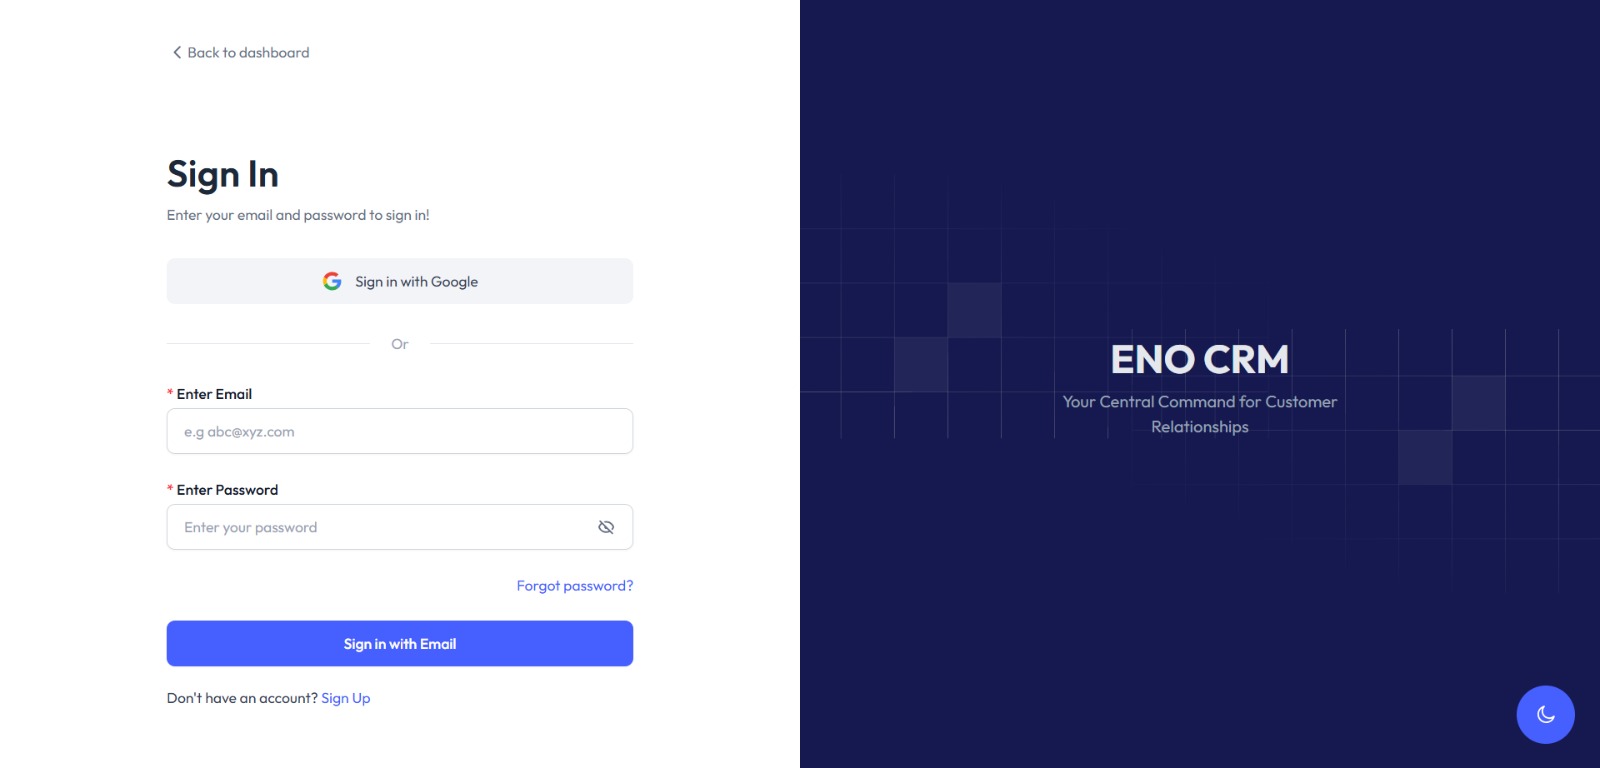 Back to dashboard
Sign In
Enter your email and password to sign in!
Sign in with Google
Or
* Enter Email
e.g abc@xyz.com
* Enter Password
Enter your password
Forgot password?
Sign in with Email
Don't have an account? Sign Up
ENO CRM
Your Central Command for Customer
Relationships